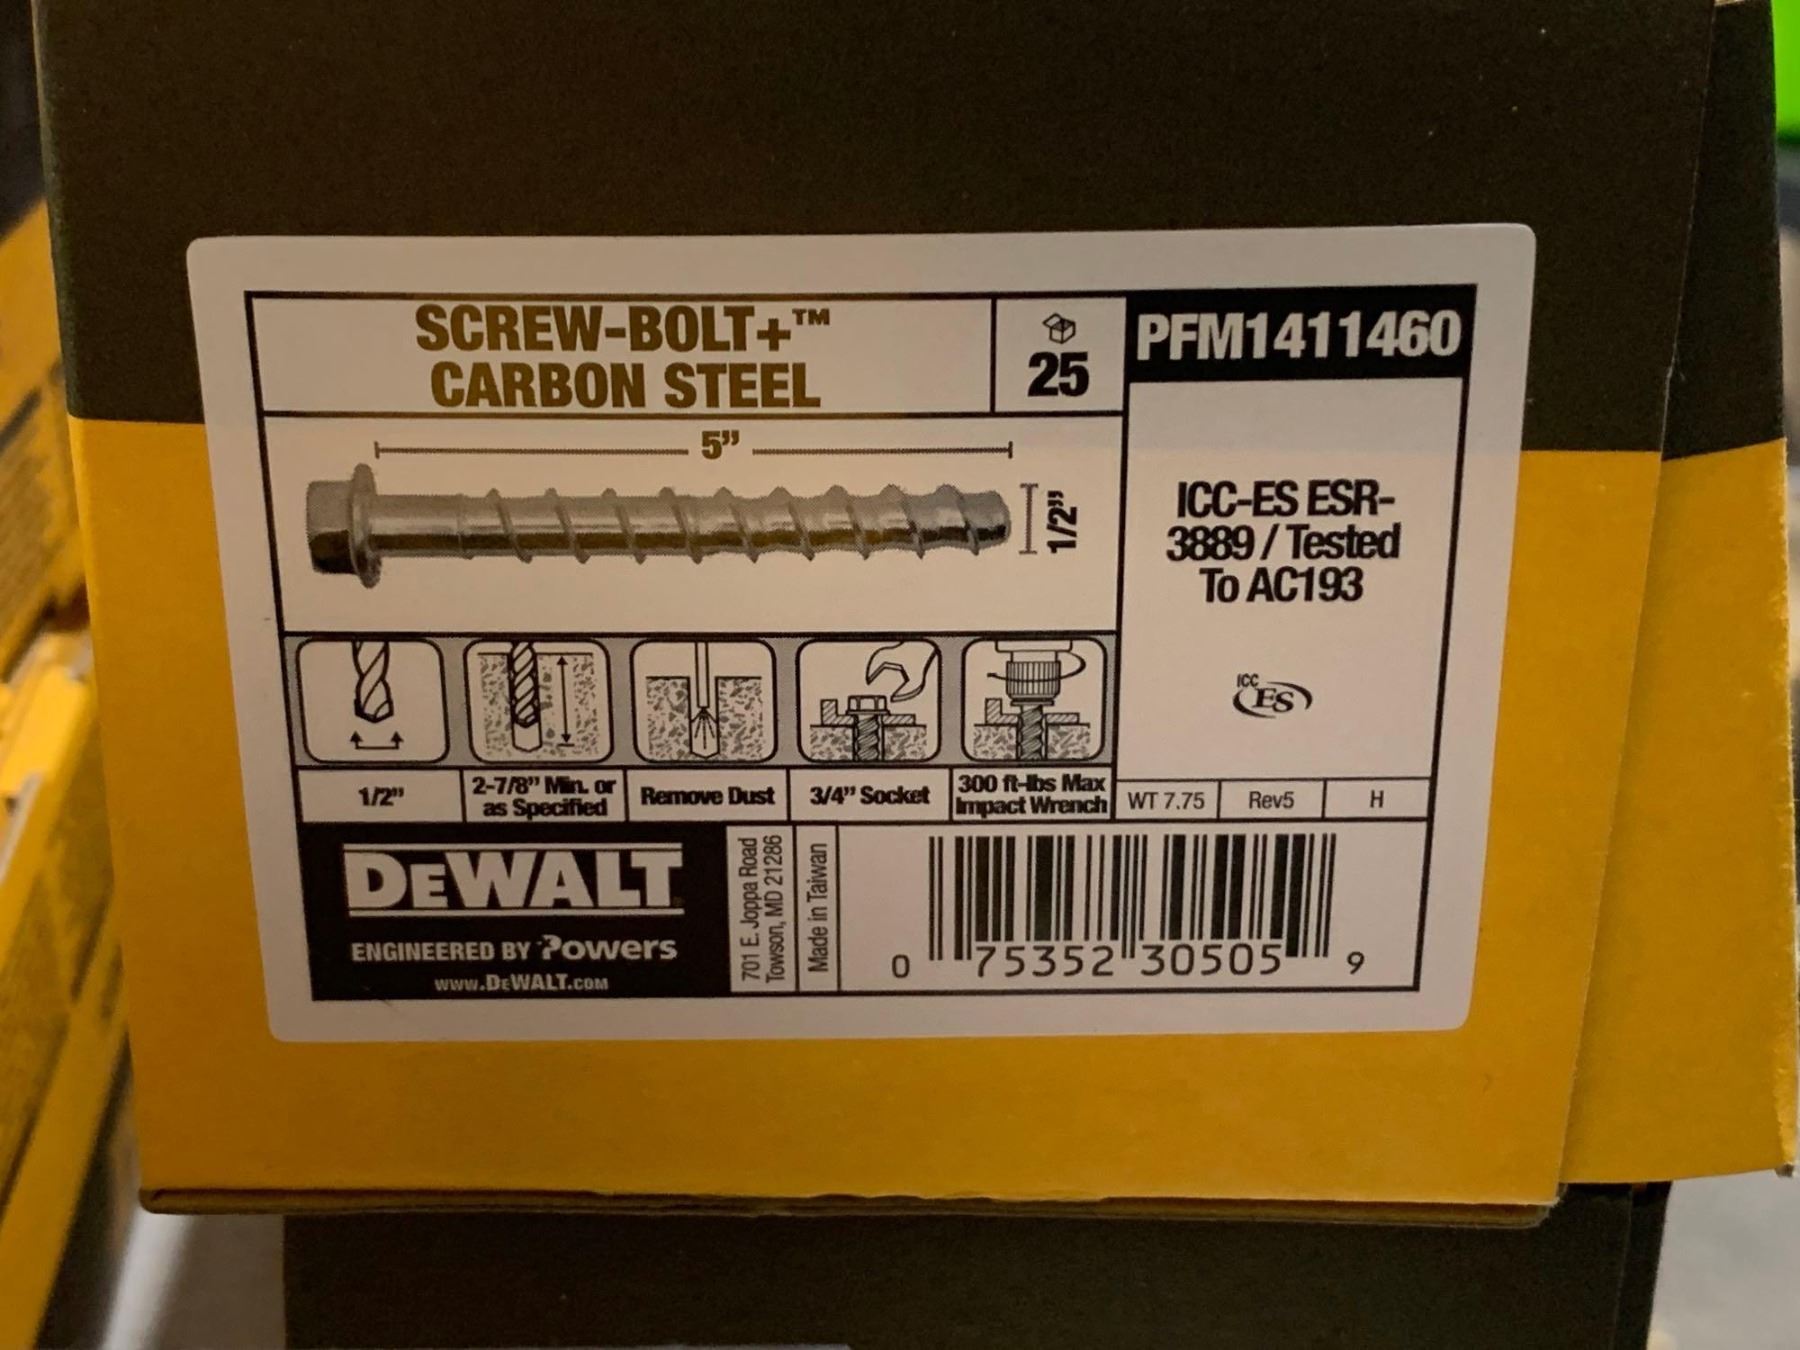 SCREW-BOLT+™
CARBON STEEL
25
PFM1411460
5"
1/2"
ICC-ES ESR-
3889 / Tested
To AC193
ICC
ES
1/2"
2-7/8" Min. or
as Specified
Remove Dust
3/4" Socket
300 ft-lbs Max
Impact Wrench
WT 7.75
Rev5
H
DEWALT
ENGINEERED BY Powers
www.DEWALT.com
701 E. Joppa Road
Towson, MD 21286
Made in Taiwan
0 75352 30505 9